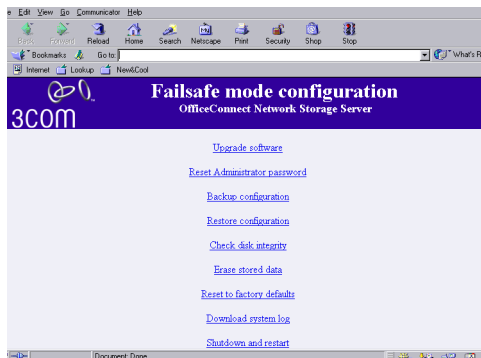 e Edit View Go Communicator Help
Back Forward Reload Home Search Netscape Print Security Shop Stop
Bookmarks Go to:
What's R
Internet Lookup New&Cool
3COM
Failsafe mode configuration
OfficeConnect Network Storage Server
Upgrade software
Reset Administrator password
Backup configuration
Restore configuration
Check disk integrity
Erase stored data
Reset to factory defaults
Download system log
Shutdown and restart
Document: Done